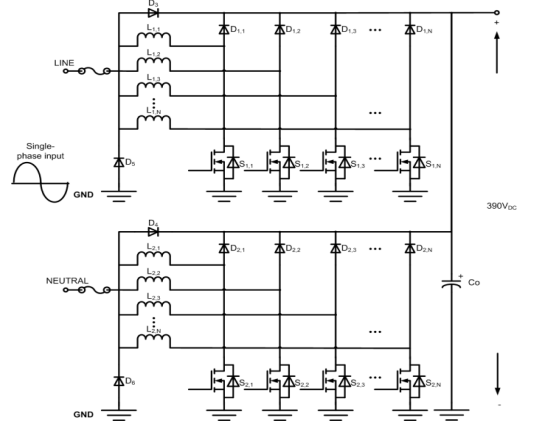 D3
L1,1
D1,1
D1,2
D1,3
...
D1,N
+
LINE
L1,2
L1,3
L1,N
...
Single-
phase input
D5
S1,1
S1,2
S1,3
...
S1,N
GND
390VDC
D4
L2,1
D2,1
D2,2
D2,3
...
D2,N
NEUTRAL
L2,2
+
Co
L2,3
L2,N
...
D6
S2,1
S2,2
S2,3
...
S2,N
GND
-